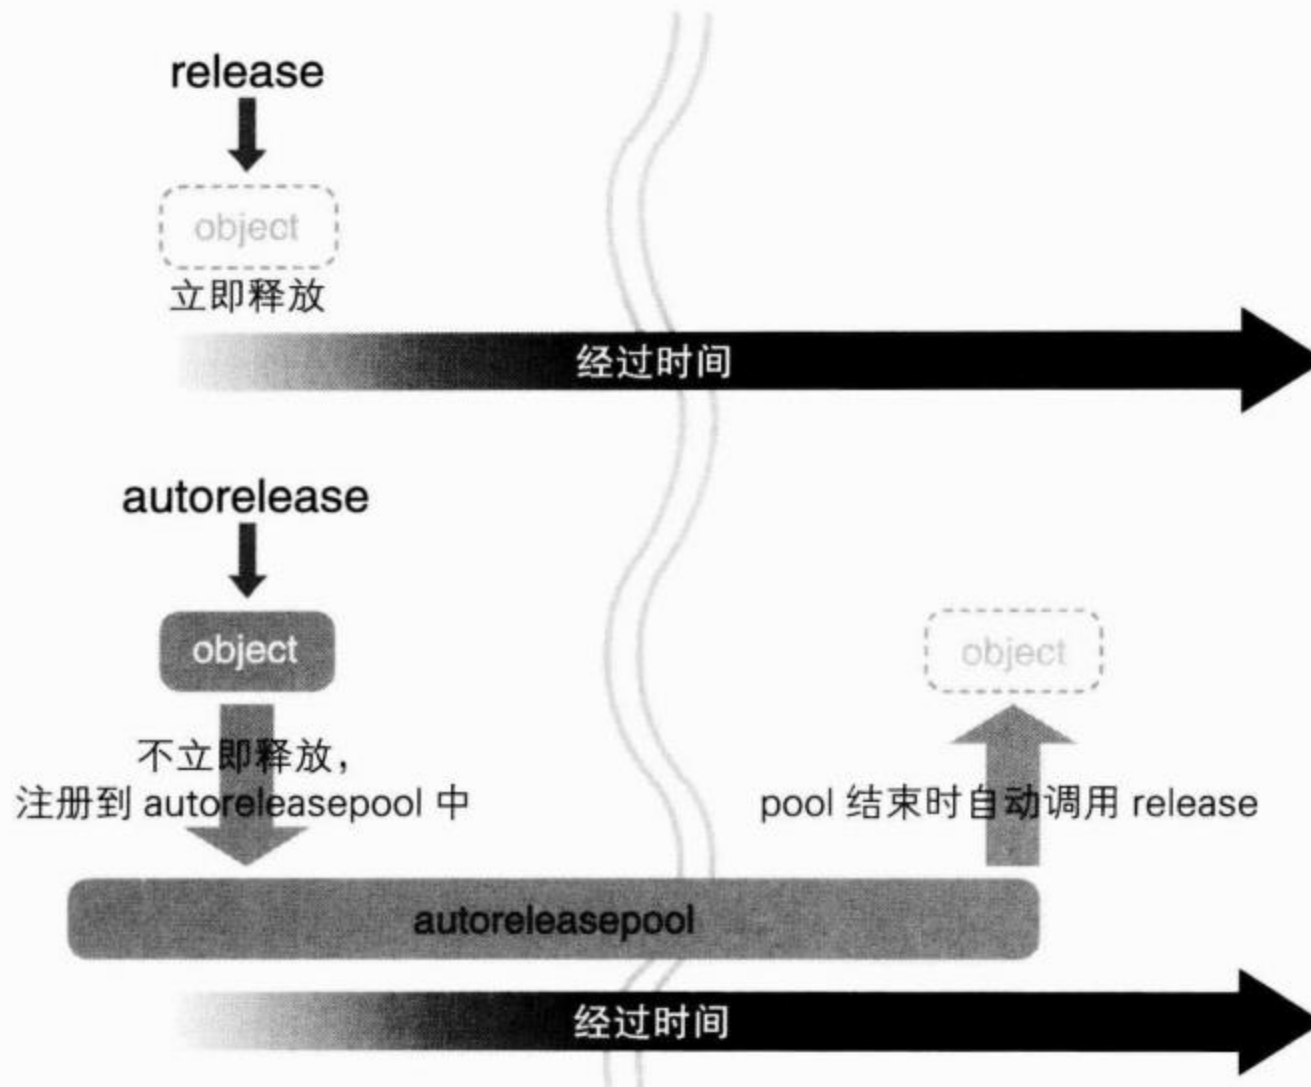 release
object
立即释放
经过时间
autorelease
object
object
不立即释放，
注册到 autoreleasepool 中
pool 结束时自动调用 release
autoreleasepool
经过时间